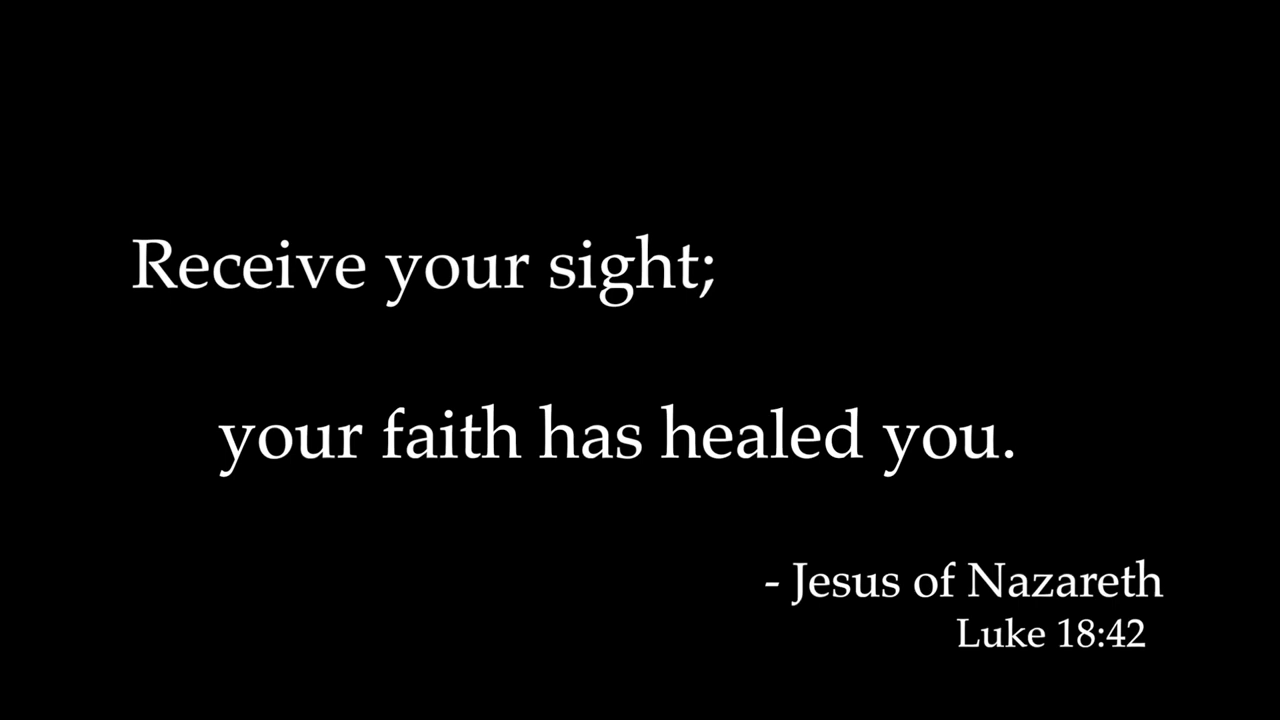 Receive your sight;
your faith has healed you.
- Jesus of Nazareth
Luke 18:42